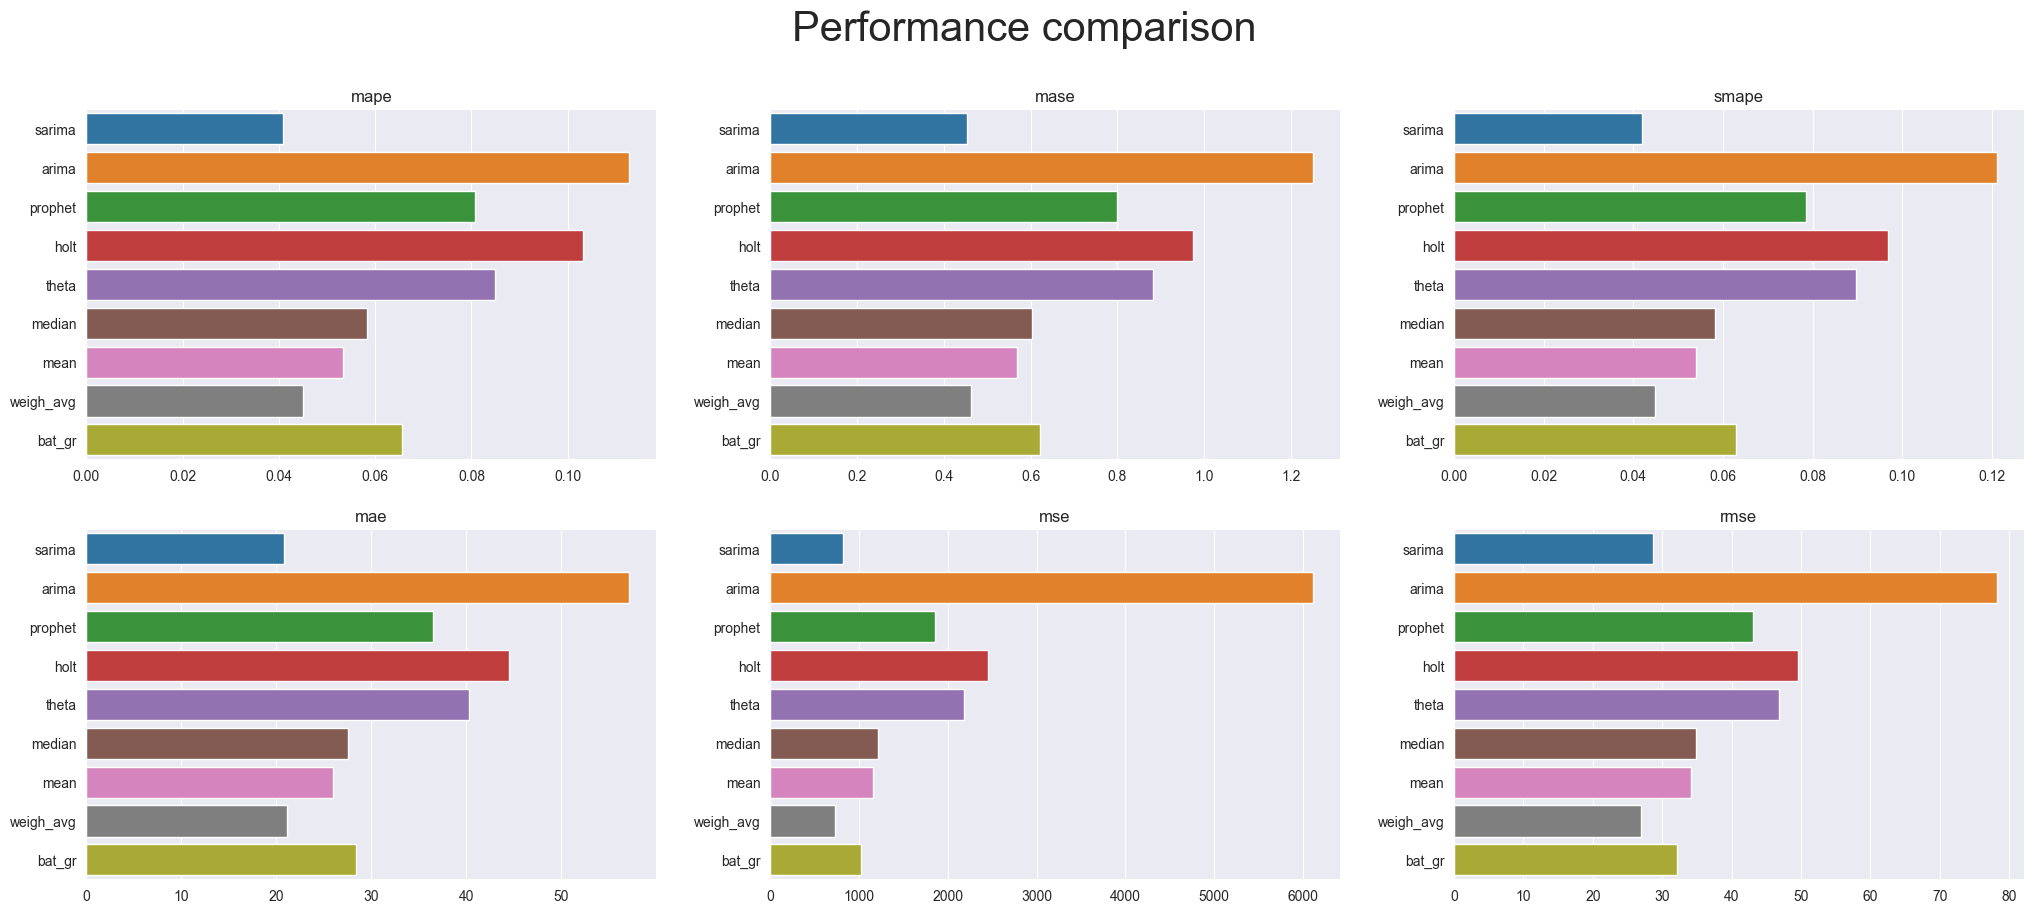 Performance comparison
mape
sarima
arima
prophet
holt
theta
median
mean
weigh_avg
bat_gr
0.00 0.02 0.04 0.06 0.08 0.10
mase
sarima
arima
prophet
holt
theta
median
mean
weigh_avg
bat_gr
0.0 0.2 0.4 0.6 0.8 1.0 1.2
smape
sarima
arima
prophet
holt
theta
median
mean
weigh_avg
bat_gr
0.00 0.02 0.04 0.06 0.08 0.10 0.12
mae
sarima
arima
prophet
holt
theta
median
mean
weigh_avg
bat_gr
0 10 20 30 40 50
mse
sarima
arima
prophet
holt
theta
median
mean
weigh_avg
bat_gr
0 1000 2000 3000 4000 5000 6000
rmse
sarima
arima
prophet
holt
theta
median
mean
weigh_avg
bat_gr
0 10 20 30 40 50 60 70 80